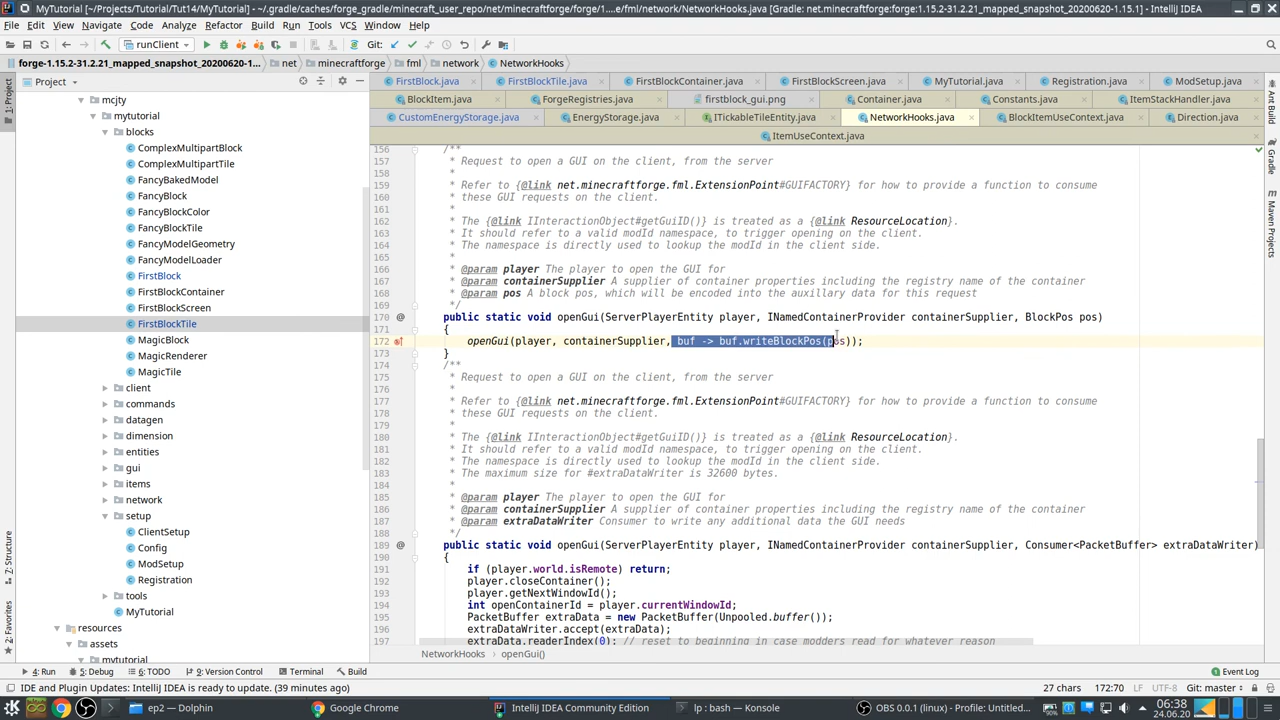 MyTutorial [~/Projects/Tutorial/Tut14/MyTutorial] - ~/.gradle/caches/forge_gradle/minecraft_user_repo/net/minecraftforge/forge/1...e/fml/network/NetworkHooks.java [Gradle: net.minecraftforge:forge:1.15.2-31.2.21_mapped_snapshot_20200620-1.15.1] - IntelliJ IDEA
File Edit View Navigate Code Analyze Refactor Build Run Tools VCS Window Help
runClient Git:
forge-1.15.2-31.2.21_mapped_snapshot_20200620-1... net minecraftforge fml network NetworkHooks
Project
FirstBlock.java FirstBlockTile.java FirstBlockContainer.java FirstBlockScreen.java MyTutorial.java Registration.java ModSetup.java
BlockItem.java ForgeRegistries.java firstblock_gui.png Container.java Constants.java ItemStackHandler.java
CustomEnergyStorage.java EnergyStorage.java ITickableTileEntity.java NetworkHooks.java BlockItemUseContext.java Direction.java
ItemUseContext.java
1: Project
7: Structure
2: Favorites
mcjty
mytutorial
blocks
ComplexMultipartBlock
ComplexMultipartTile
FancyBakedModel
FancyBlock
FancyBlockColor
FancyBlockTile
FancyModelGeometry
FancyModelLoader
FirstBlock
FirstBlockContainer
FirstBlockScreen
FirstBlockTile
MagicBlock
MagicRenderer
MagicTile
client
commands
datagen
dimension
entities
gui
items
network
setup
ClientSetup
Config
ModSetup
Registration
tools
MyTutorial
resources
assets
mytutorial
156 /**
157 * Request to open a GUI on the client, from the server
158 *
159 * Refer to {@link net.minecraftforge.fml.ExtensionPoint#GUIFACTORY} for how to provide a function to consume
160 * these GUI requests on the client.
161 *
162 * The {@link IInteractionObject#getGuiID()} is treated as a {@link ResourceLocation}.
163 * It should refer to a valid modId namespace, to trigger opening on the client.
164 * The namespace is directly used to lookup the modId in the client side.
165 *
166 * @param player The player to open the GUI for
167 * @param containerSupplier A supplier of container properties including the registry name of the container
168 * @param pos A block pos, which will be encoded into the auxillary data for this request
169 */
170 @ public static void openGui(ServerPlayerEntity player, INamedContainerProvider containerSupplier, BlockPos pos)
171 {
172 openGui(player, containerSupplier, buf -> buf.writeBlockPos(pos));
173 }
174 /**
175 * Request to open a GUI on the client, from the server
176 *
177 * Refer to {@link net.minecraftforge.fml.ExtensionPoint#GUIFACTORY} for how to provide a function to consume
178 * these GUI requests on the client.
179 *
180 * The {@link IInteractionObject#getGuiID()} is treated as a {@link ResourceLocation}.
181 * It should refer to a valid modId namespace, to trigger opening on the client.
182 * The namespace is directly used to lookup the modId in the client side.
183 * The maximum size for #extraDataWriter is 32600 bytes.
184 *
185 * @param player The player to open the GUI for
186 * @param containerSupplier A supplier of container properties including the registry name of the container
187 * @param extraDataWriter Consumer to write any additional data the GUI needs
188 */
189 @ public static void openGui(ServerPlayerEntity player, INamedContainerProvider containerSupplier, Consumer<PacketBuffer> extraDataWriter)
190 {
191 if (player.world.isRemote) return;
192 player.closeContainer();
193 player.getNextWindowId();
194 int openContainerId = player.currentWindowId;
195 PacketBuffer extraData = new PacketBuffer(Unpooled.buffer());
196 extraDataWriter.accept(extraData);
197 extraData.readerIndex(0); // reset to beginning in case modders read for whatever reason
NetworkHooks openGui()
Ant Build
Gradle
Maven Projects
4: Run 5: Debug 6: TODO 9: Version Control Terminal Build Event Log
IDE and Plugin Updates: IntelliJ IDEA is ready to update. (39 minutes ago) 27 chars 172:70 LF UTF-8 Git: master
ep2 — Dolphin Google Chrome IntelliJ IDEA Community Edition lp : bash — Konsole OBS 0.0.1 (linux) - Profile: Untitled... 06:38
24.06.20